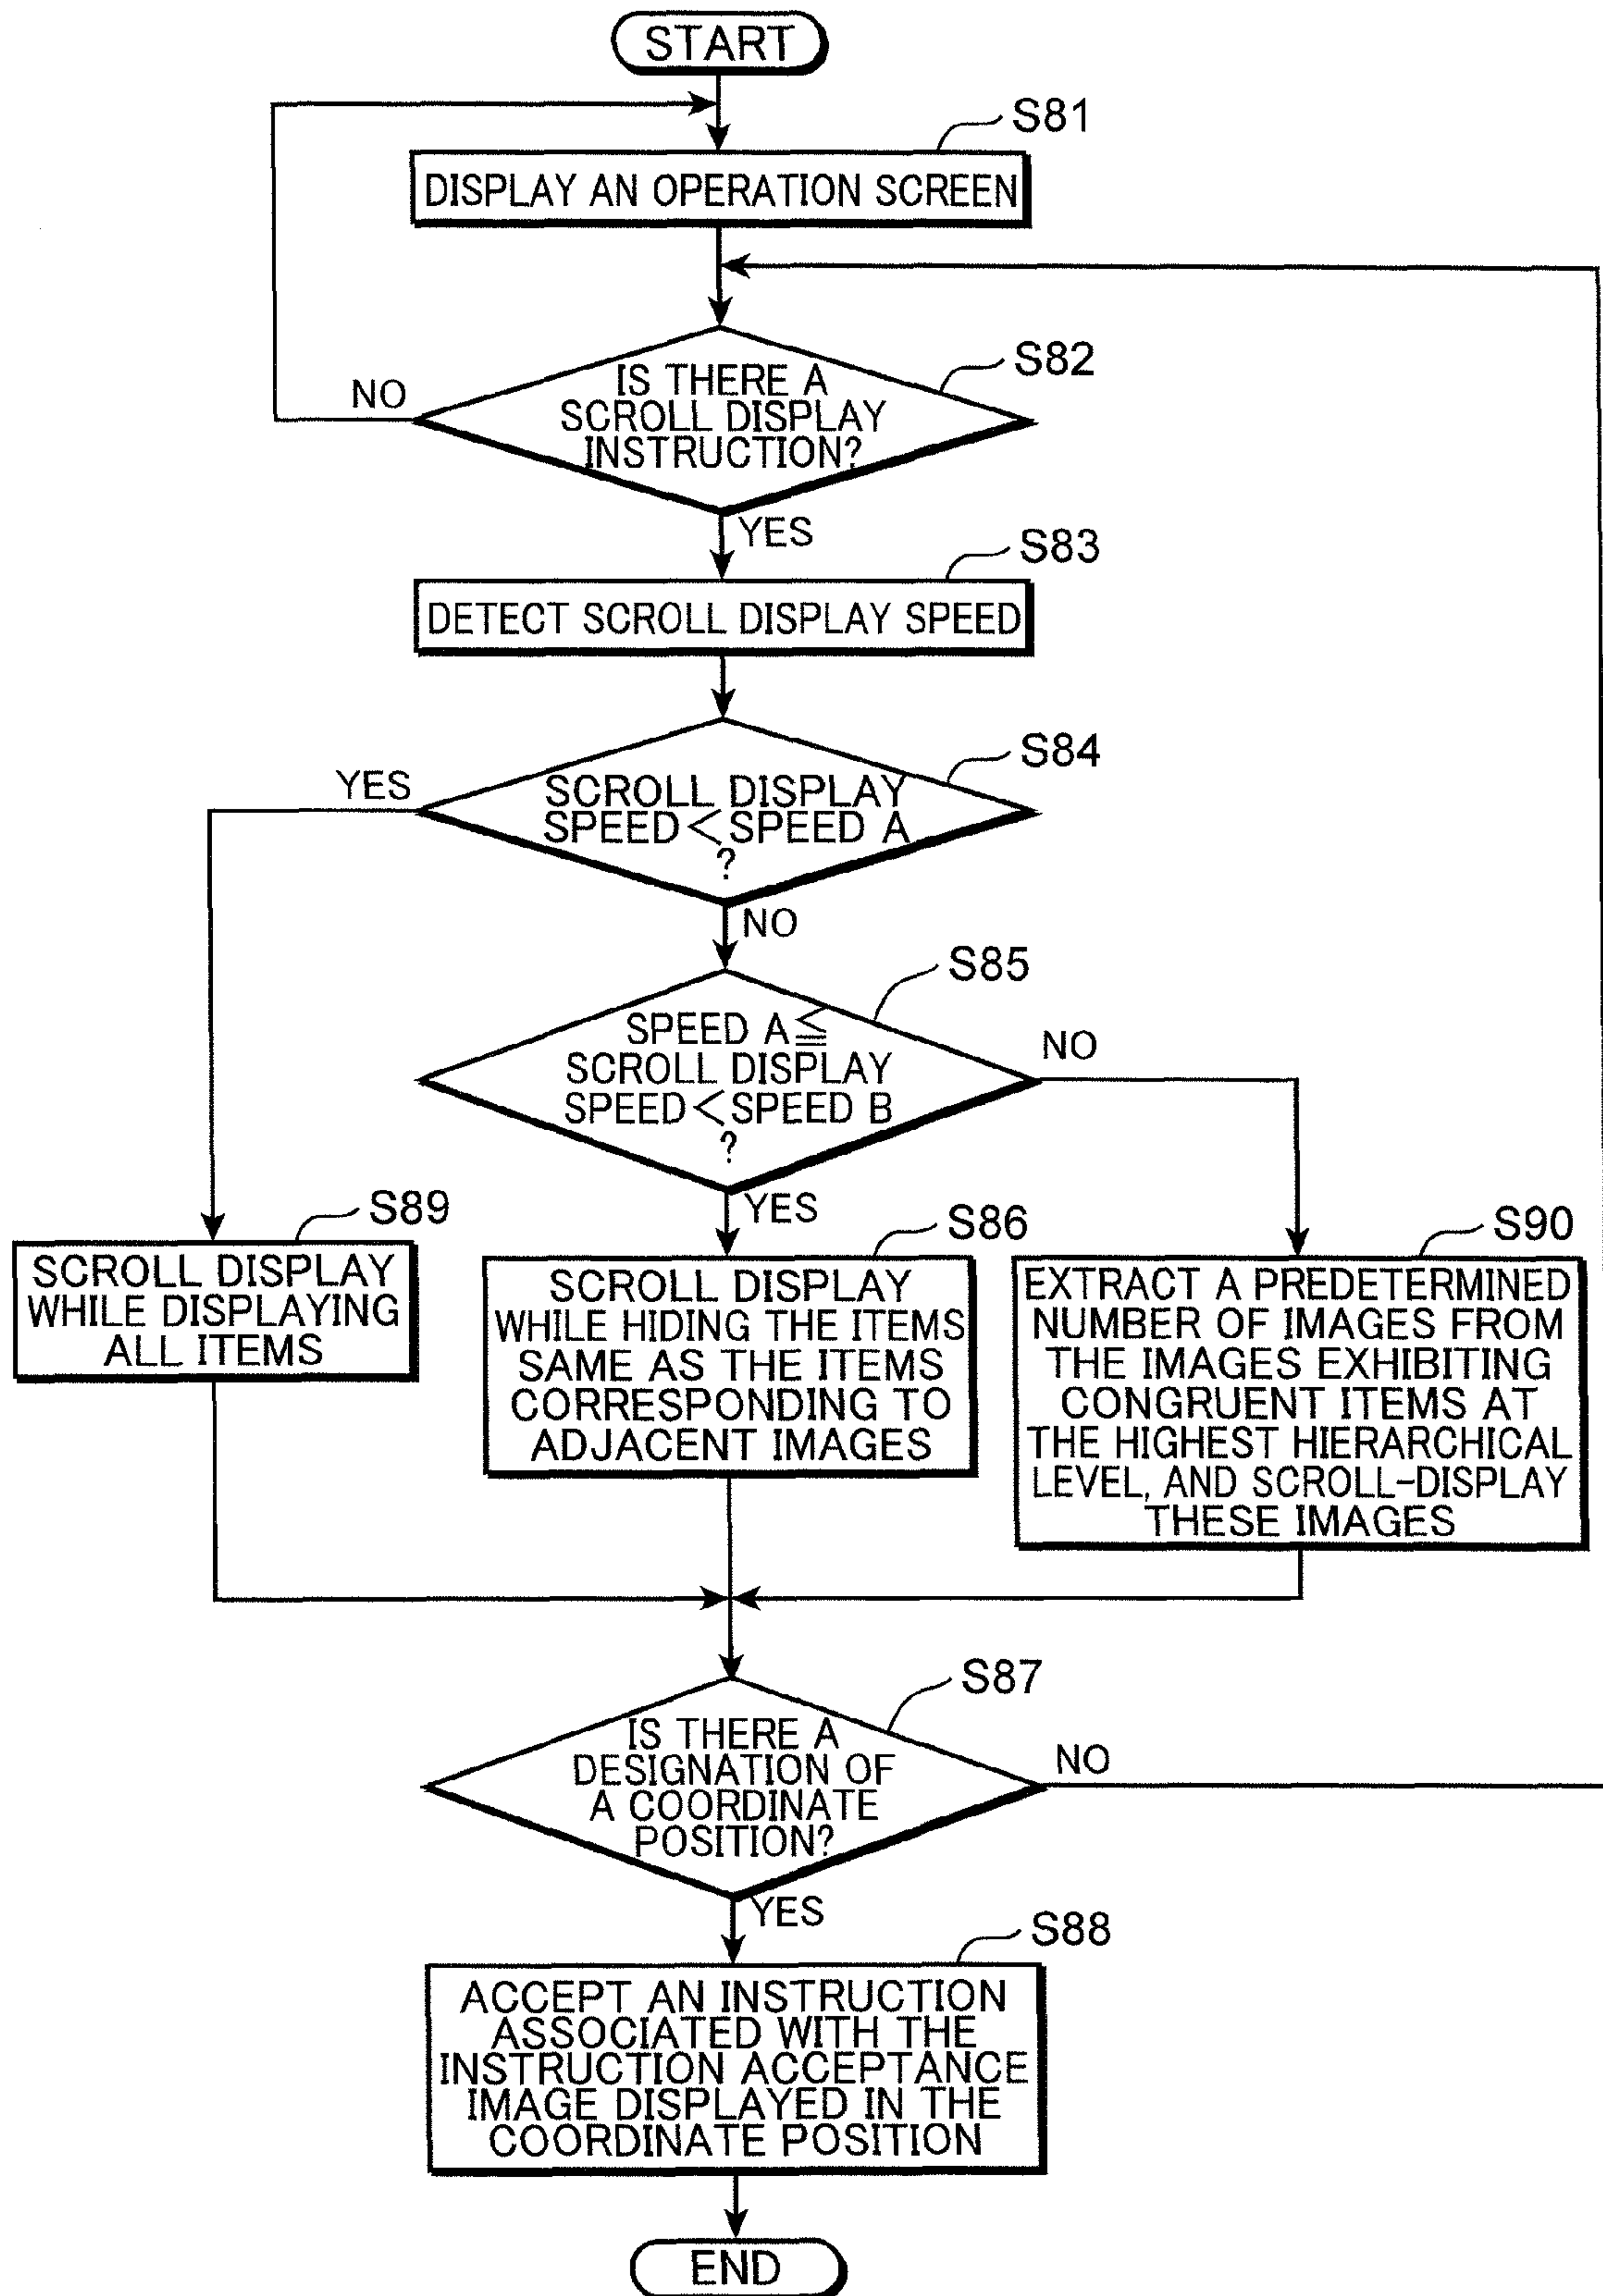 START
S81
DISPLAY AN OPERATION SCREEN
S82
IS THERE A
SCROLL DISPLAY
INSTRUCTION?
NO
YES
S83
DETECT SCROLL DISPLAY SPEED
S84
YES
SCROLL DISPLAY
SPEED<SPEED A
?
NO
S85
SPEED A≦
SCROLL DISPLAY
SPEED<SPEED B
?
NO
YES
S89
SCROLL DISPLAY
WHILE DISPLAYING
ALL ITEMS
S86
SCROLL DISPLAY
WHILE HIDING THE ITEMS
SAME AS THE ITEMS
CORRESPONDING TO
ADJACENT IMAGES
S90
EXTRACT A PREDETERMINED
NUMBER OF IMAGES FROM
THE IMAGES EXHIBITING
CONGRUENT ITEMS AT
THE HIGHEST HIERARCHICAL
LEVEL, AND SCROLL-DISPLAY
THESE IMAGES
S87
IS THERE A
DESIGNATION OF
A COORDINATE
POSITION?
NO
YES
S88
ACCEPT AN INSTRUCTION
ASSOCIATED WITH THE
INSTRUCTION ACCEPTANCE
IMAGE DISPLAYED IN THE
COORDINATE POSITION
END